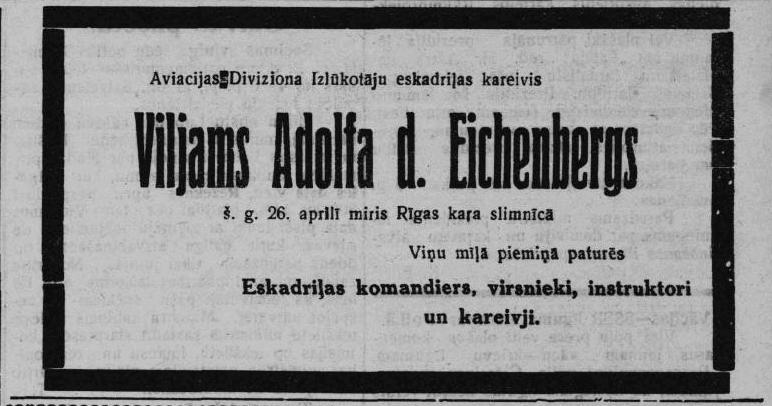 Aviacijas Diviziona Izlūkotāju eskadriļas kareivis
Viljams Adolfa d. Eichenbergs
š. g. 26. aprilī miris Rīgas kaŗa slimnīcā
Viņu mīļā piemiņā paturēs
Eskadriļas komandiers, virsnieki, instruktori
un kareivji.